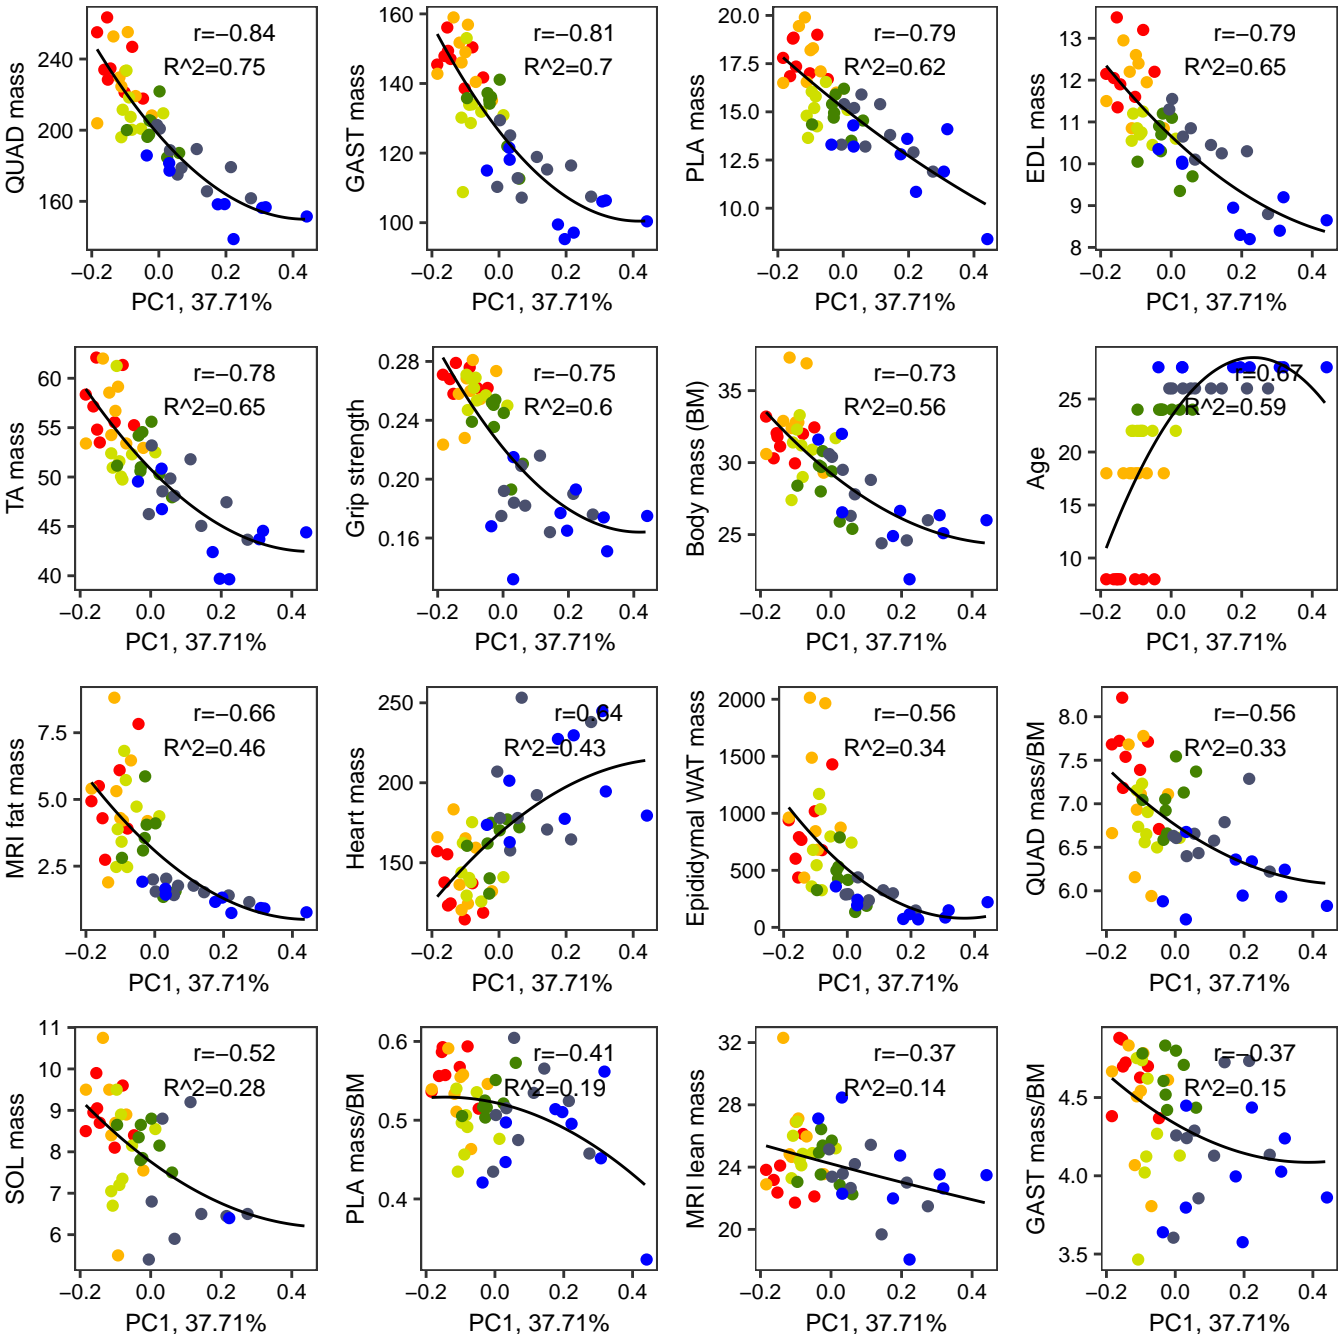 QUAD mass
240
200
160
r=−0.84
R^2=0.75
−0.2 0.0 0.2 0.4
PC1, 37.71%
GAST mass
160
140
120
100
r=−0.81
R^2=0.7
−0.2 0.0 0.2 0.4
PC1, 37.71%
PLA mass
20.0
17.5
15.0
12.5
10.0
r=−0.79
R^2=0.62
−0.2 0.0 0.2 0.4
PC1, 37.71%
EDL mass
13
12
11
10
9
8
r=−0.79
R^2=0.65
−0.2 0.0 0.2 0.4
PC1, 37.71%
TA mass
60
55
50
45
40
r=−0.78
R^2=0.65
−0.2 0.0 0.2 0.4
PC1, 37.71%
Grip strength
0.28
0.24
0.20
0.16
r=−0.75
R^2=0.6
−0.2 0.0 0.2 0.4
PC1, 37.71%
Body mass (BM)
35
30
25
r=−0.73
R^2=0.56
−0.2 0.0 0.2 0.4
PC1, 37.71%
Age
25
20
15
10
r=0.67
R^2=0.59
−0.2 0.0 0.2 0.4
PC1, 37.71%
MRI fat mass
7.5
5.0
2.5
r=−0.66
R^2=0.46
−0.2 0.0 0.2 0.4
PC1, 37.71%
Heart mass
250
200
150
r=0.64
R^2=0.43
−0.2 0.0 0.2 0.4
PC1, 37.71%
Epididymal WAT mass
2000
1500
1000
500
0
r=−0.56
R^2=0.34
−0.2 0.0 0.2 0.4
PC1, 37.71%
QUAD mass/BM
8.0
7.5
7.0
6.5
6.0
r=−0.56
R^2=0.33
−0.2 0.0 0.2 0.4
PC1, 37.71%
SOL mass
11
10
9
8
7
6
r=−0.52
R^2=0.28
−0.2 0.0 0.2 0.4
PC1, 37.71%
PLA mass/BM
0.6
0.5
0.4
r=−0.41
R^2=0.19
−0.2 0.0 0.2 0.4
PC1, 37.71%
MRI lean mass
32
28
24
20
r=−0.37
R^2=0.14
−0.2 0.0 0.2 0.4
PC1, 37.71%
GAST mass/BM
4.5
4.0
3.5
r=−0.37
R^2=0.15
−0.2 0.0 0.2 0.4
PC1, 37.71%